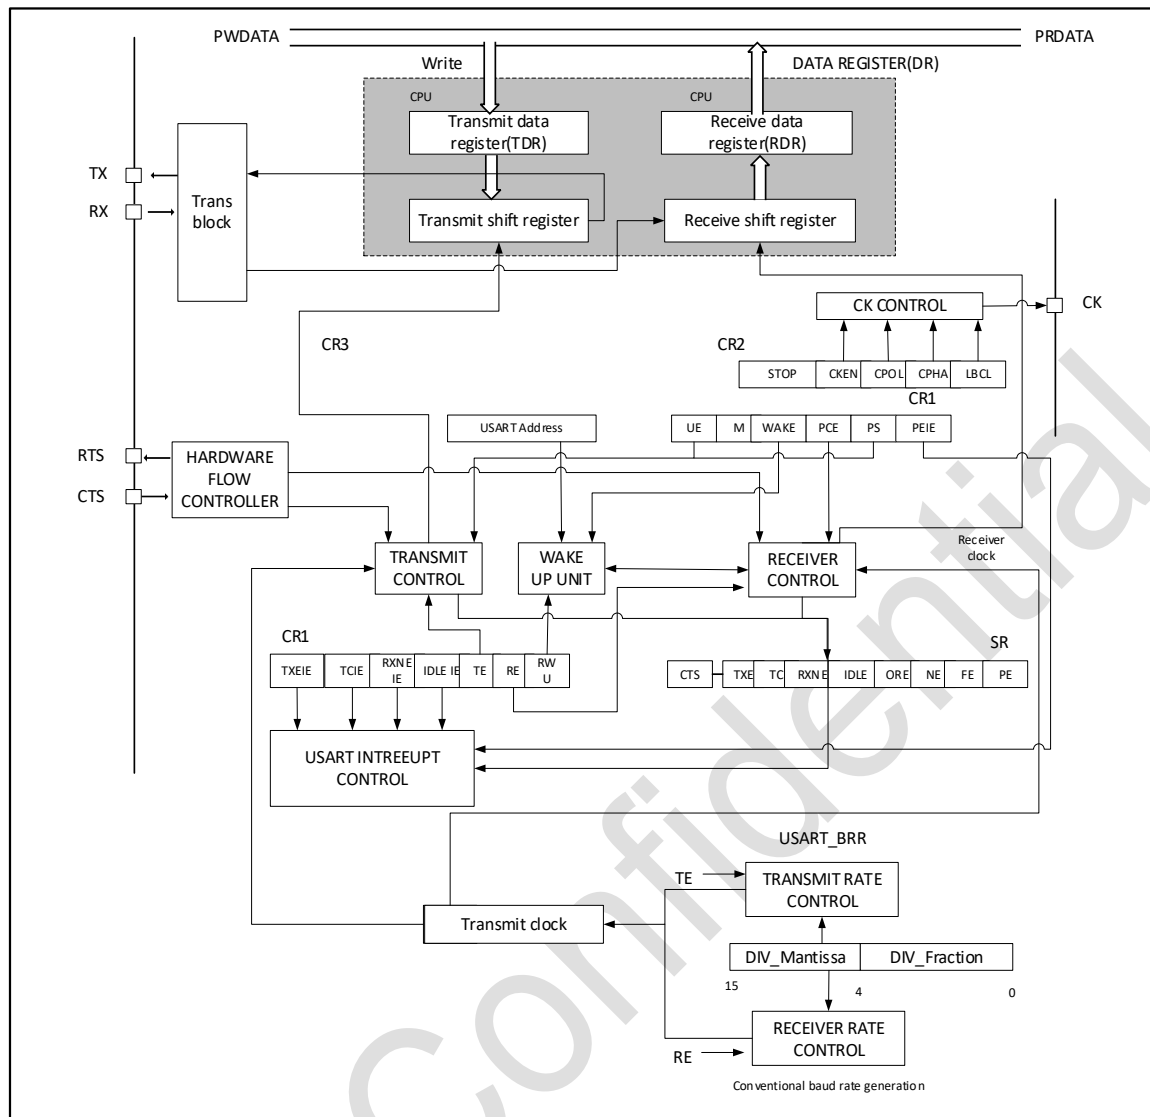 PWDATA
PRDATA
Write
DATA REGISTER(DR)
CPU
CPU
Transmit data
register(TDR)
Receive data
register(RDR)
TX
RX
Trans
block
Transmit shift register
Receive shift register
CK CONTROL
CK
CR3
CR2
STOP
CKEN
CPOL
CPHA
LBCL
CR1
USART Address
UE
M
WAKE
PCE
PS
PEIE
RTS
CTS
HARDWARE
FLOW
CONTROLLER
TRANSMIT
CONTROL
WAKE
UP UNIT
RECEIVER
CONTROL
Receiver
clock
CR1
SR
TXEIE
TCIE
RXNE
IE
IDLE IE
TE
RE
RW
U
CTS
TXE
TC
RXNE
IDLE
ORE
NE
FE
PE
USART INTREEUPT
CONTROL
USART_BRR
TE
TRANSMIT RATE
CONTROL
Transmit clock
DIV_Mantissa
DIV_Fraction
15
4
0
RECEIVER RATE
CONTROL
RE
Conventional baud rate generation
Confidential